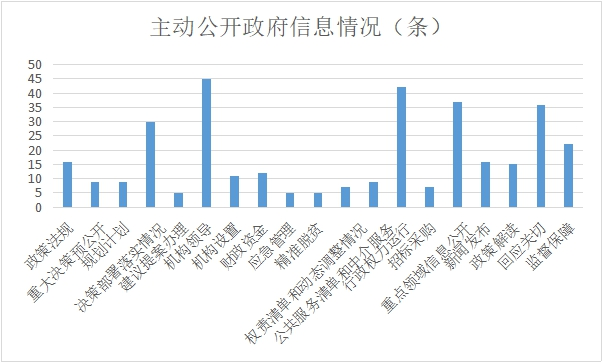 主动公开政府信息情况（条）
50
45
40
35
30
25
20
15
10
5
0
政策法规
重大决策预公开
规划计划
决策部署落实情况
建议提案办理
机构领导
机构设置
财政资金
应急管理
精准脱贫
权责清单和动态调整情况
公共服务清单和中介服务
行政权力运行
招标采购
重点领域信息公开
新闻发布
政策解读
回应关切
监督保障